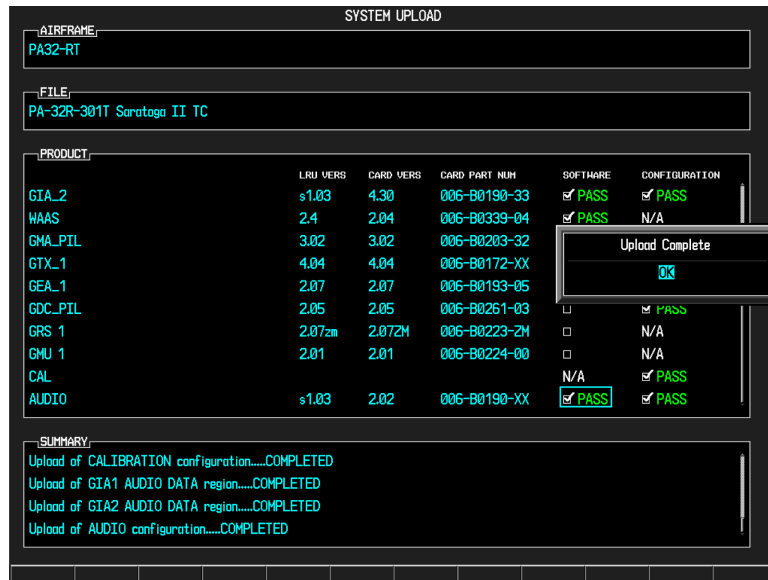 SYSTEM UPLOAD
AIRFRAME
PA32-RT
FILE
PA-32R-301T Saratoga II TC
PRODUCT
LRU VERS CARD VERS CARD PART NUM SOFTWARE CONFIGURATION
GIA_2 s1.03 4.30 006-B0190-33 PASS PASS
WAAS 2.4 2.04 006-B0339-04 PASS N/A
GMA_PIL 3.02 3.02 006-B0203-32
Upload Complete
GTX_1 4.04 4.04 006-B0172-XX
OK
GEA_1 2.07 2.07 006-B0193-05
GDC_PIL 2.05 2.05 006-B0261-03 PASS
GRS 1 2.07zm 2.07ZM 006-B0223-ZM N/A
GMU 1 2.01 2.01 006-B0224-00 N/A
CAL N/A PASS
AUDIO s1.03 2.02 006-B0190-XX PASS PASS
SUMMARY
Upload of CALIBRATION configuration.....COMPLETED
Upload of GIA1 AUDIO DATA region.....COMPLETED
Upload of GIA2 AUDIO DATA region.....COMPLETED
Upload of AUDIO configuration.....COMPLETED